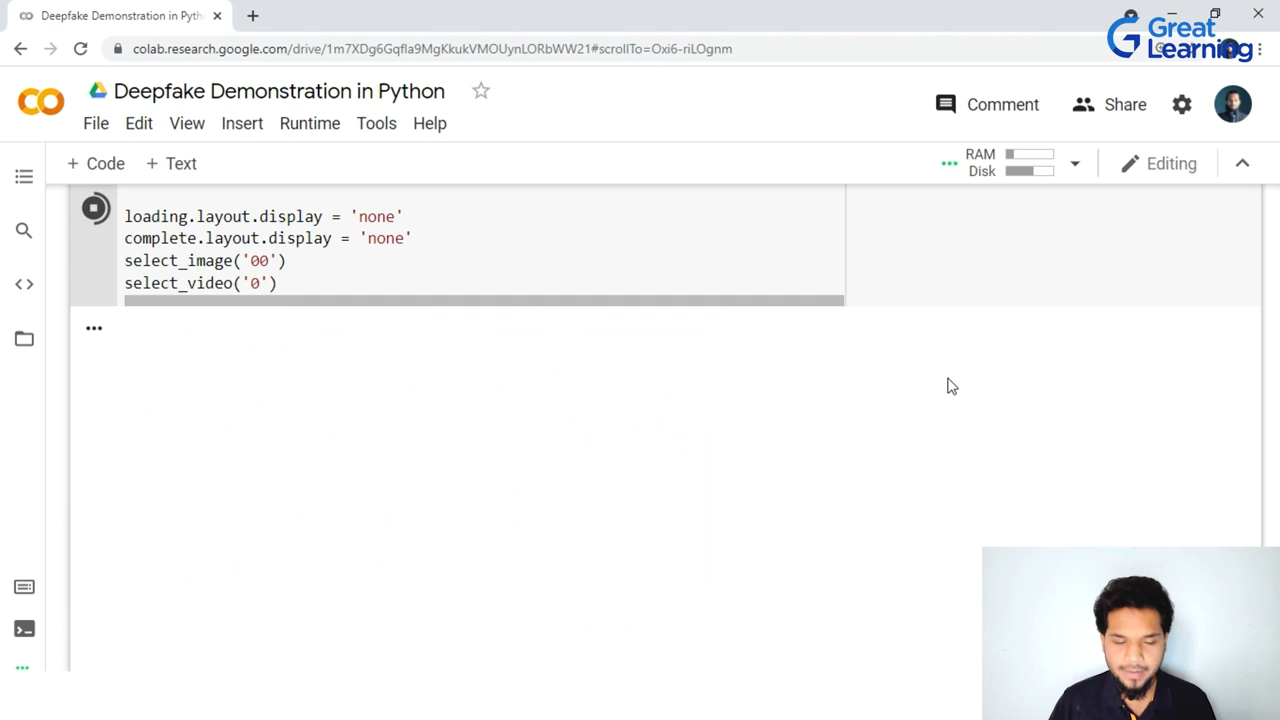 Deepfake Demonstration in Pyth
colab.research.google.com/drive/1m7XDg6Gqfla9MgKkukVMOUynLORbWW21#scrollTo=Oxi6-riLOgnm
Great
Learning
Deepfake Demonstration in Python
File Edit View Insert Runtime Tools Help
Comment Share
+ Code + Text
RAM
Disk
Editing
loading.layout.display = 'none'
complete.layout.display = 'none'
select_image('00')
select_video('0')